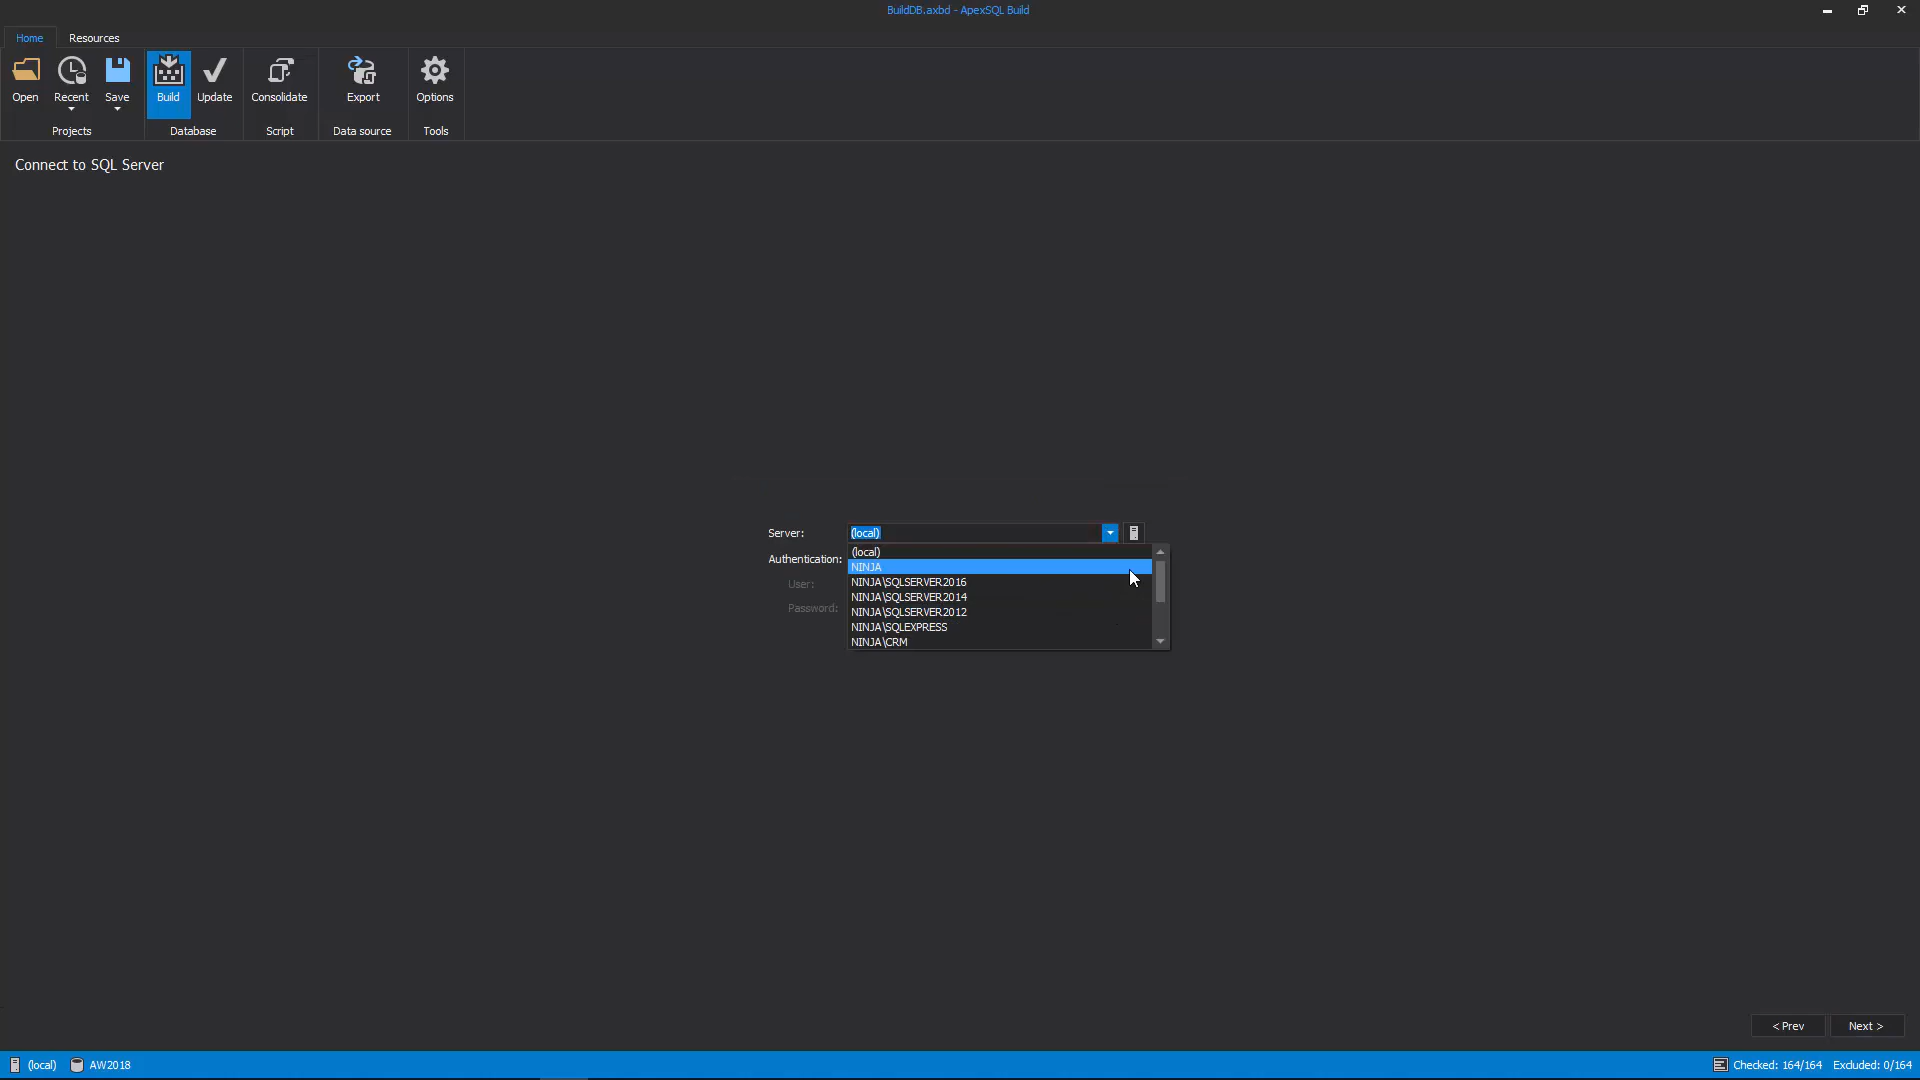 BuildDB.axbd - ApexSQL Build
Home Resources
Open Recent Save Build Update Consolidate Export Options
Projects Database Script Data source Tools
Connect to SQL Server
Server: (local)
(local)
Authentication:
NINJA
User:
NINJA\SQLSERVER2016
NINJA\SQLSERVER2014
Password:
NINJA\SQLSERVER2012
NINJA\SQLEXPRESS
NINJA\CRM
< Prev Next >
(local) AW2018 Checked: 164/164 Excluded: 0/164